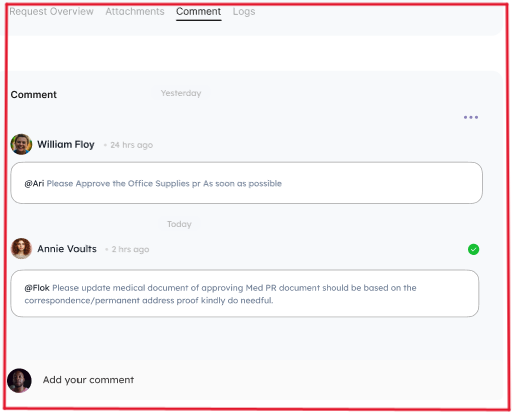 Request Overview Attachments Comment Logs
Comment Yesterday
William Floy • 24 hrs ago
@Ari Please Approve the Office Supplies pr As soon as possible
Today
Annie Vaults • 2 hrs ago
@Flok Please update medical document of approving Med PR document should be based on the
correspondence/permanent address proof kindly do needful.
Add your comment